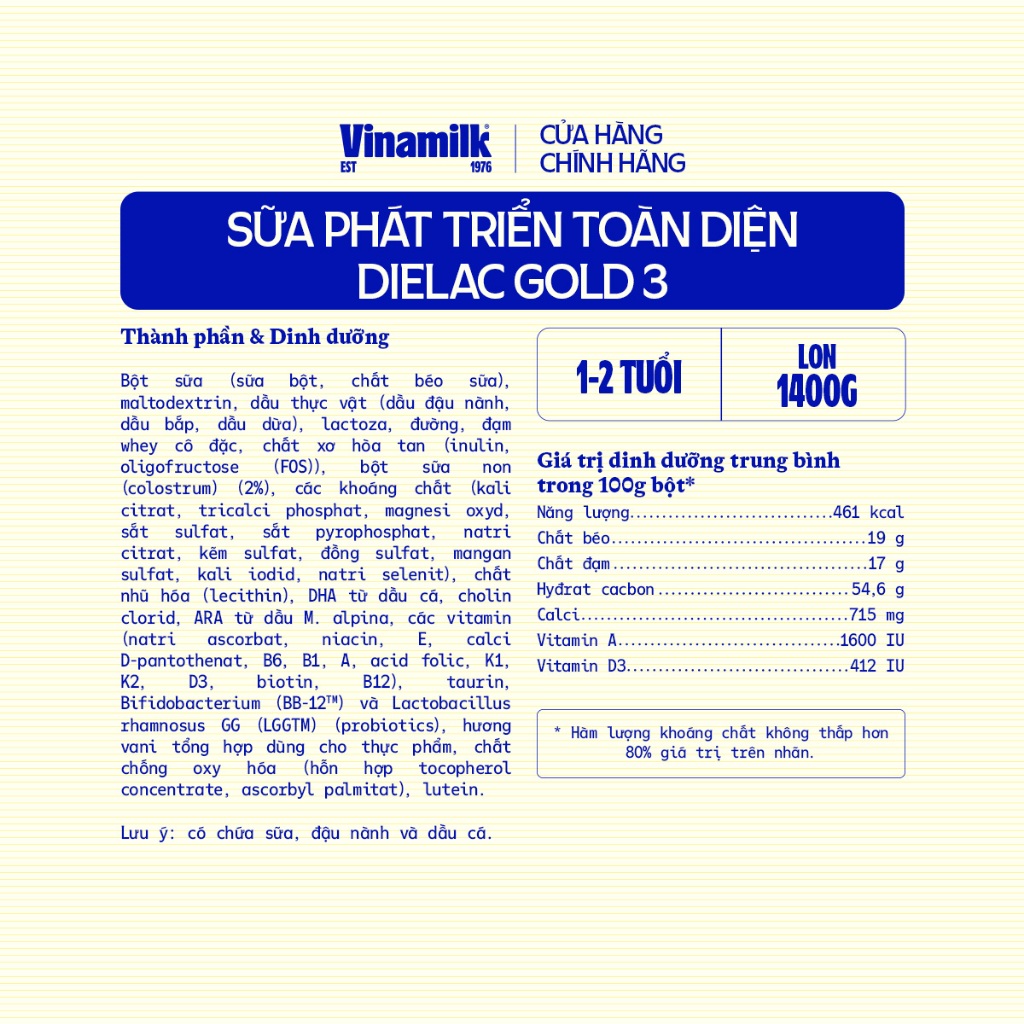 Vinamilk
EST 1976
CỬA HÀNG
CHÍNH HÃNG
SỮA PHÁT TRIỂN TOÀN DIỆN
DIELAC GOLD 3
Thành phần & Dinh dưỡng
Bột sữa (sữa bột, chất béo sữa),
maltodextrin, dầu thực vật (dầu đậu nành,
dầu bắp, dầu dừa), lactoza, đường, đạm
whey cô đặc, chất xơ hòa tan (inulin,
oligofructose (FOS)), bột sữa non
(colostrum) (2%), các khoáng chất (kali
citrat, tricalci phosphat, magnesi oxyd,
sắt sulfat, sắt pyrophosphat, natri
citrat, kẽm sulfat, đồng sulfat, mangan
sulfat, kali iodid, natri selenit), chất
nhũ hóa (lecithin), DHA từ dầu cá, cholin
clorid, ARA từ dầu M. alpina, các vitamin
(natri ascorbat, niacin, E, calci
D-pantothenat, B6, B1, A, acid folic, K1,
K2, D3, biotin, B12), taurin,
Bifidobacterium (BB-12™) và Lactobacillus
rhamnosus GG (LGGTM) (probiotics), hương
vani tổng hợp dùng cho thực phẩm, chất
chống oxy hóa (hỗn hợp tocopherol
concentrate, ascorbyl palmitat), lutein.
Lưu ý: có chứa sữa, đậu nành và dầu cá.
1-2 TUỔI
LON
1400G
Giá trị dinh dưỡng trung bình
trong 100g bột*
Năng lượng...............................461 kcal
Chất béo.......................................19 g
Chất đạm.......................................17 g
Hyđrat cacbon.............................54,6 g
Calci.........................................715 mg
Vitamin A..................................1600 IU
Vitamin D3..................................412 IU
* Hàm lượng khoáng chất không thấp hơn
80% giá trị trên nhãn.